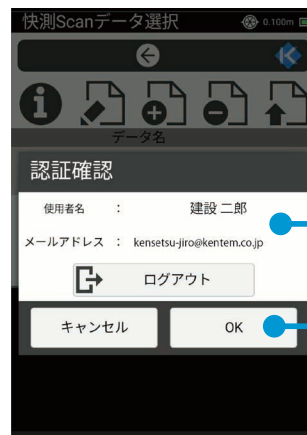 快測Scanデータ選択 0.100m
データ名
認証確認
使用者名 : 建設 二郎
メールアドレス : kensetsu-jiro@kentem.co.jp
ログアウト
キャンセル OK